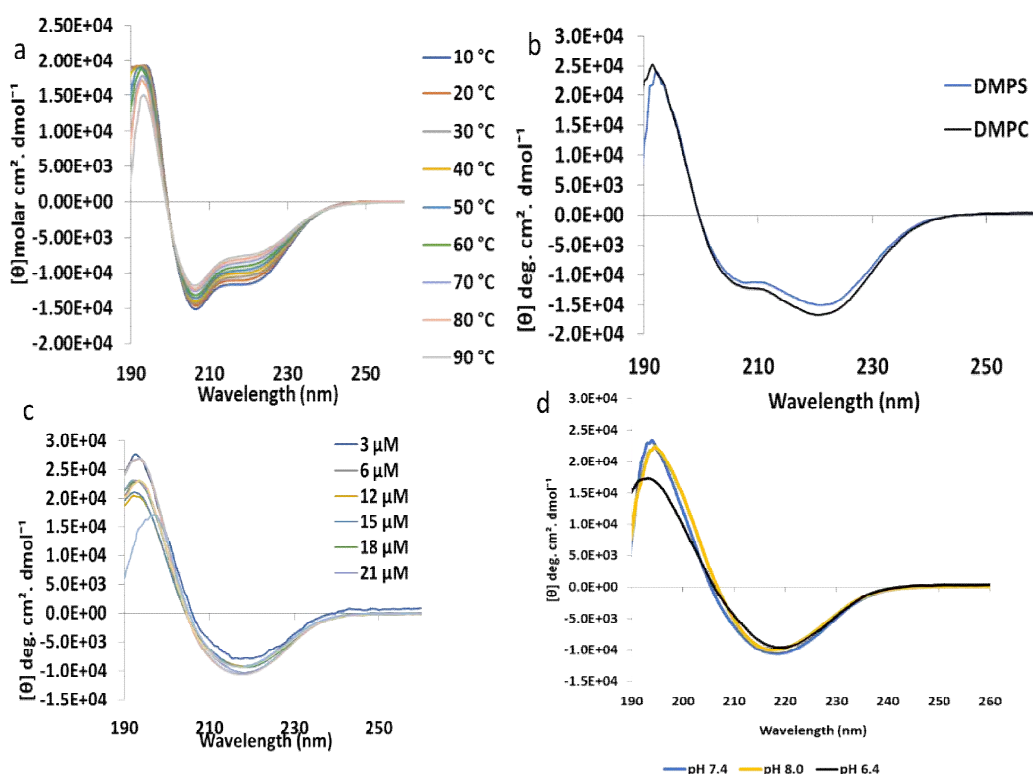 a
2.50E+04
2.00E+04
1.50E+04
1.00E+04
5.00E+03
0.00E+00
-5.00E+03
-1.00E+04
-1.50E+04
-2.00E+04
[θ]molar cm². dmol⁻¹
190 210 230 250
Wavelength (nm)
10 °C
20 °C
30 °C
40 °C
50 °C
60 °C
70 °C
80 °C
90 °C
b
3.0E+04
2.5E+04
2.0E+04
1.5E+04
1.0E+04
5.0E+03
0.0E+00
-5.0E+03
-1.0E+04
-1.5E+04
-2.0E+04
[θ] deg. cm². dmol⁻¹
190 210 230 250
Wavelength (nm)
DMPS
DMPC
c
3.0E+04
2.5E+04
2.0E+04
1.5E+04
1.0E+04
5.0E+03
0.0E+00
-5.0E+03
-1.0E+04
-1.5E+04
[θ] deg. cm². dmol⁻¹
190 210 230 250
Wavelength (nm)
3 µM
6 µM
12 µM
15 µM
18 µM
21 µM
d
3.0E+04
2.5E+04
2.0E+04
1.5E+04
1.0E+04
5.0E+03
0.0E+00
-5.0E+03
-1.0E+04
-1.5E+04
[θ] deg. cm². dmol⁻¹
190 200 210 220 230 240 250 260
Wavelength (nm)
pH 7.4 pH 8.0 pH 6.4